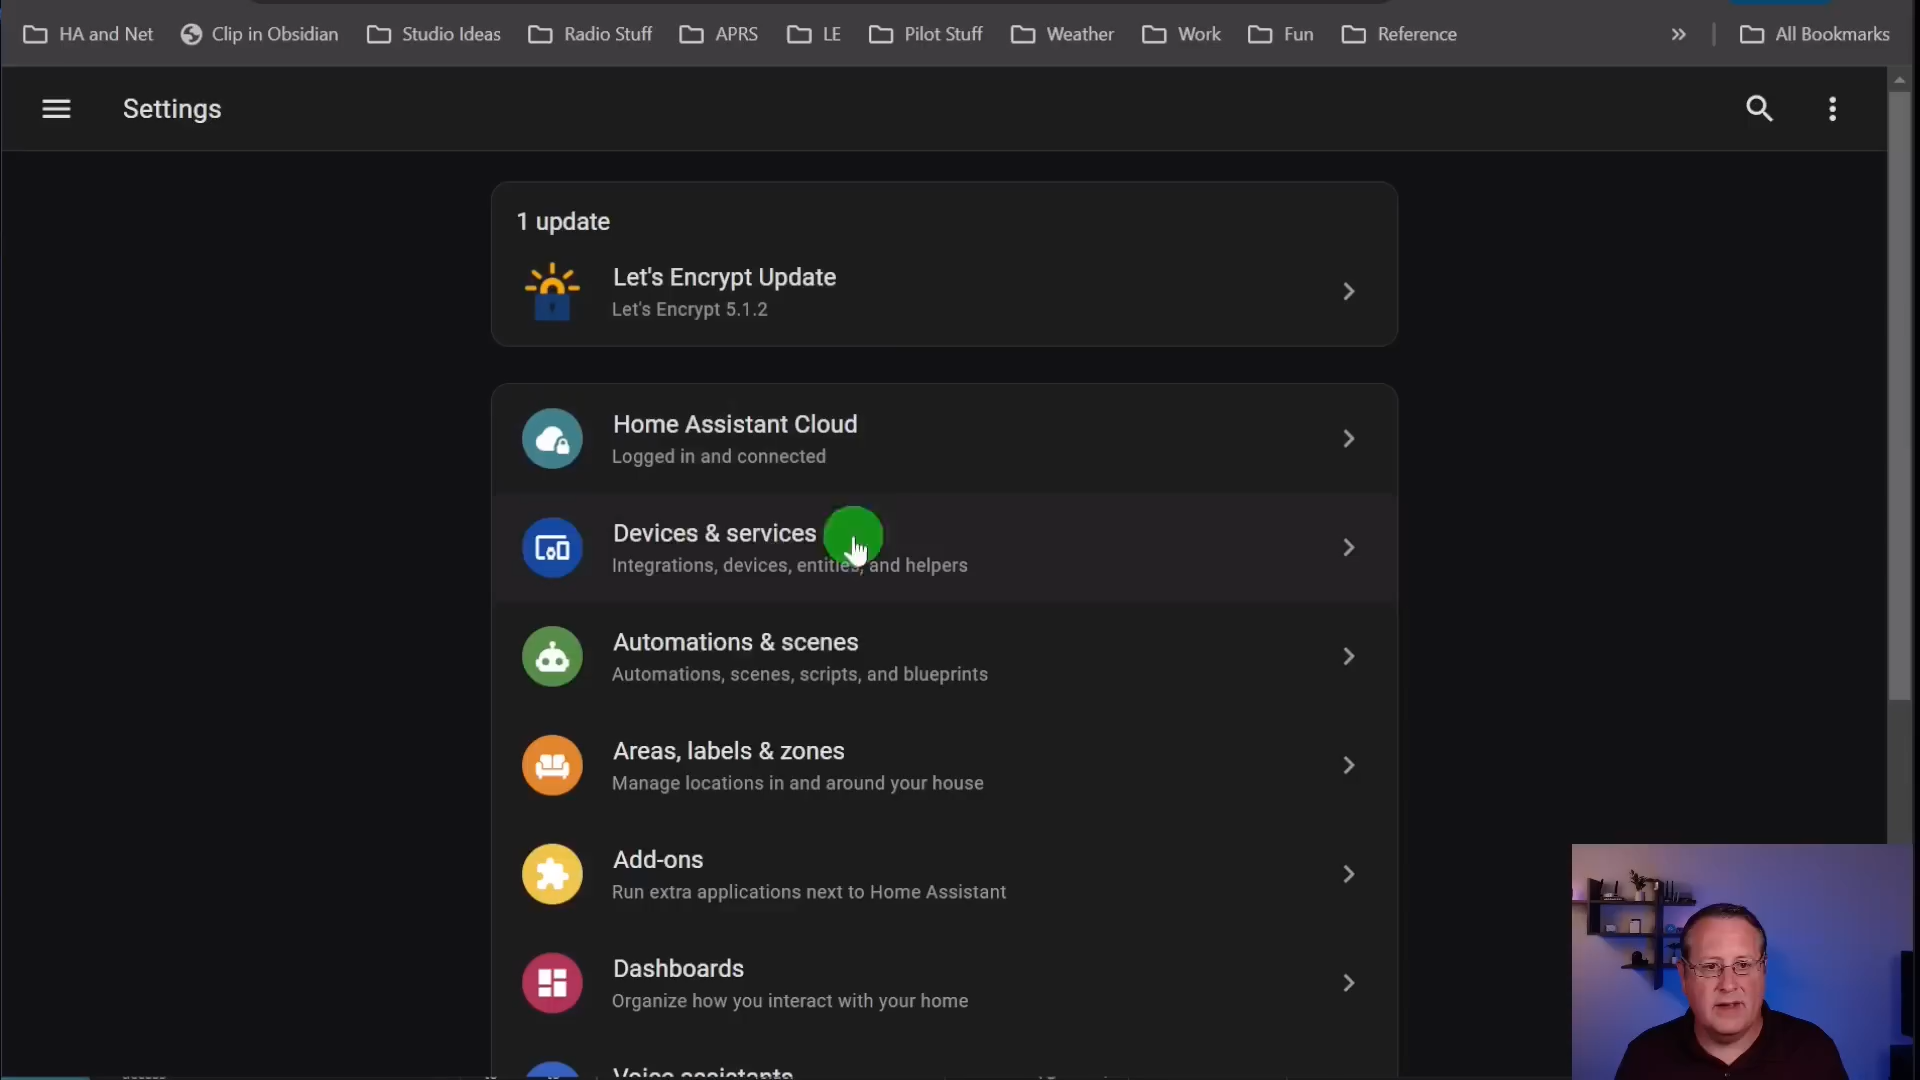 HA and Net Clip in Obsidian Studio Ideas Radio Stuff APRS LE Pilot Stuff Weather Work Fun Reference » All Bookmarks
Settings
1 update
Let's Encrypt Update
Let's Encrypt 5.1.2
Home Assistant Cloud
Logged in and connected
Devices & services
Integrations, devices, entities, and helpers
Automations & scenes
Automations, scenes, scripts, and blueprints
Areas, labels & zones
Manage locations in and around your house
Add-ons
Run extra applications next to Home Assistant
Dashboards
Organize how you interact with your home
Voice assistants